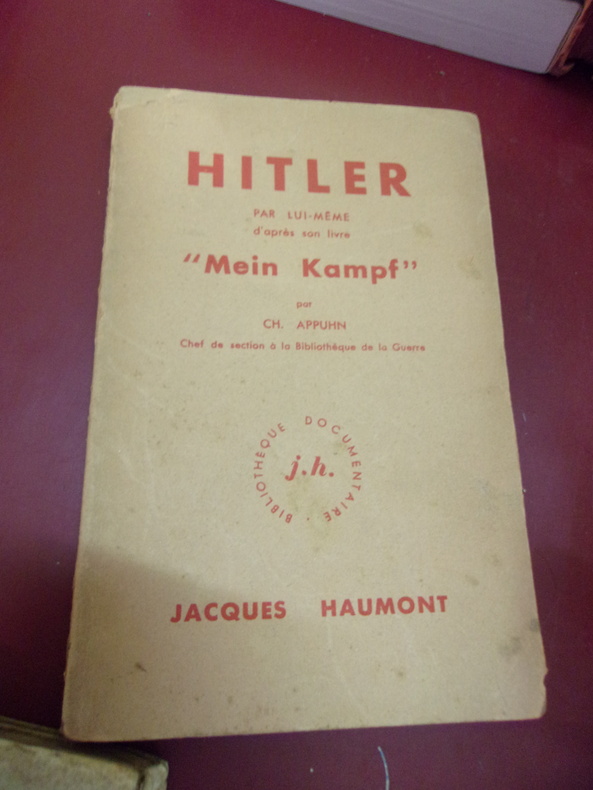 HITLER
PAR LUI-MÊME
d'après son livre
"Mein Kampf"
par
CH. APPUHN
Chef de section à la Bibliothèque de la Guerre
BIBLIOTHÈQUE DOCUMENTAIRE •
j.h.
JACQUES HAUMONT